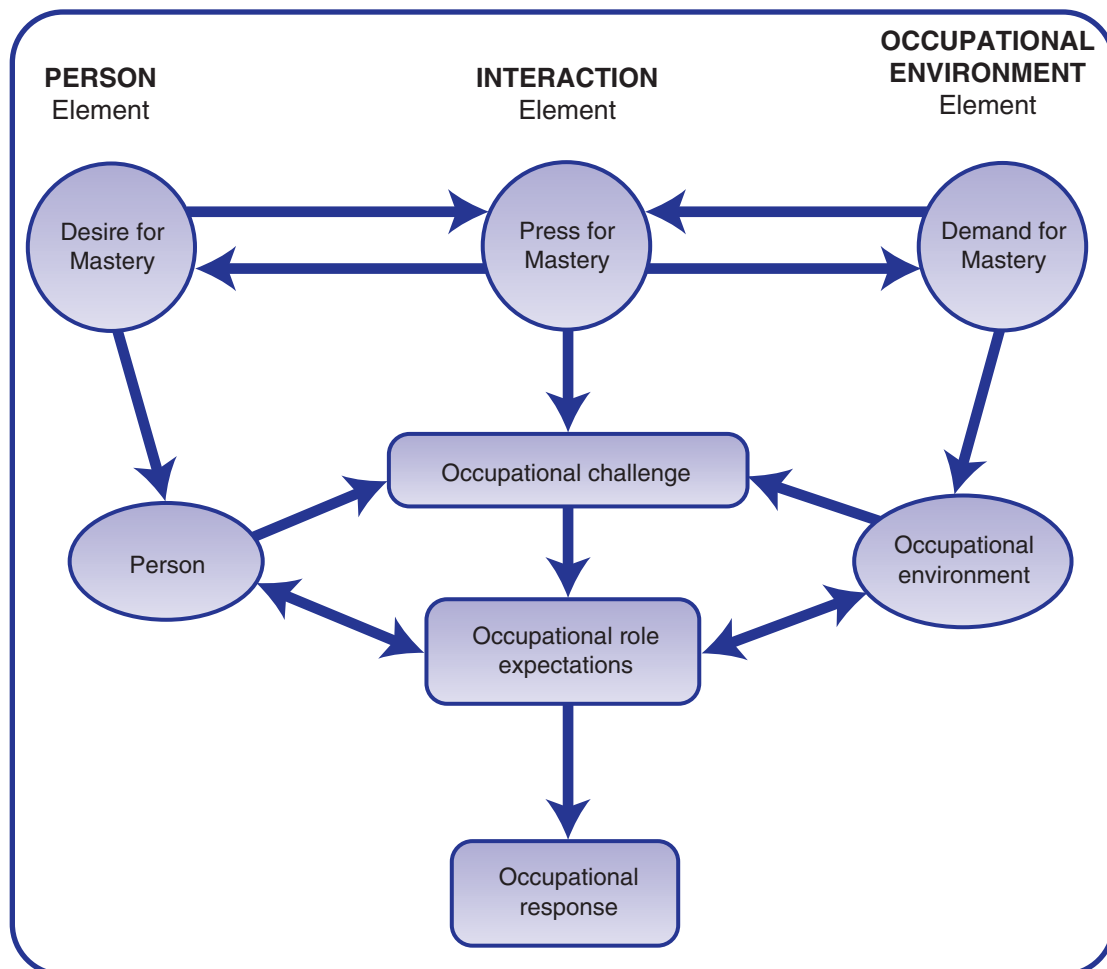 PERSON
Element
INTERACTION
Element
OCCUPATIONAL
ENVIRONMENT
Element
Desire for
Mastery
Press for
Mastery
Demand for
Mastery
Occupational challenge
Person
Occupational
environment
Occupational role
expectations
Occupational
response